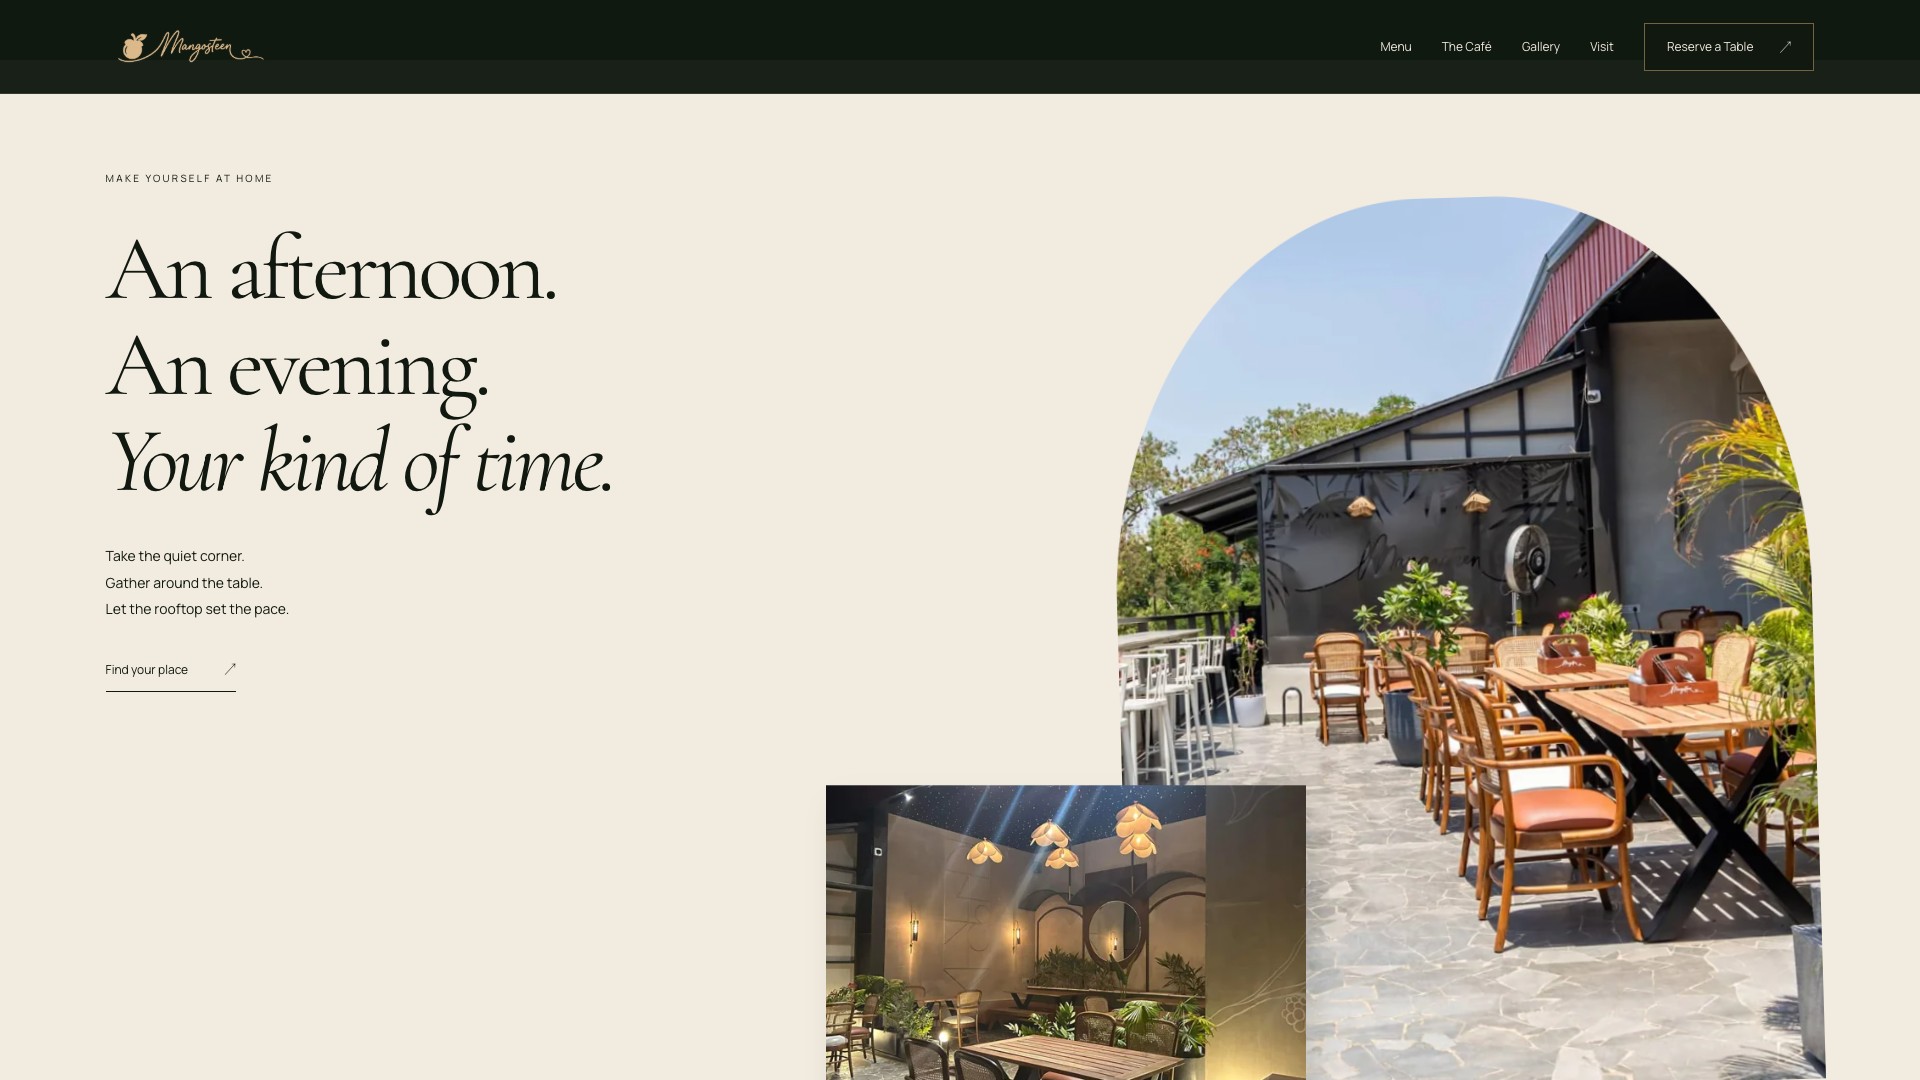 Mangosteen
Menu
The Café
Gallery
Visit
Reserve a Table
MAKE YOURSELF AT HOME
An afternoon.
An evening.
Your kind of time.
Take the quiet corner.
Gather around the table.
Let the rooftop set the pace.
Find your place
Mangosteen